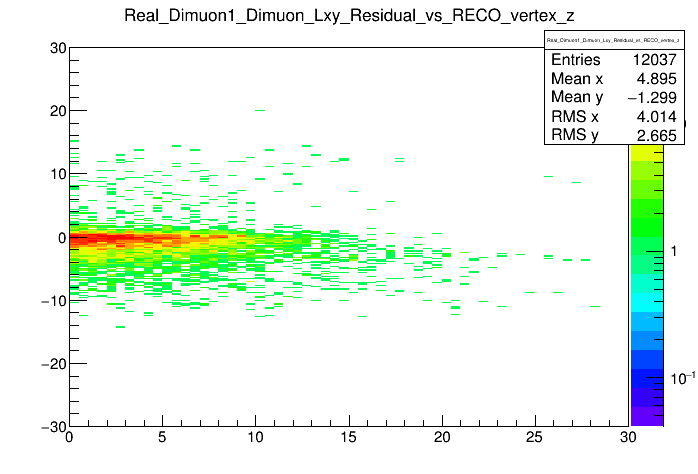 Real_Dimuon1_Dimuon_Lxy_Residual_vs_RECO_vertex_z
Real_Dimuon1_Dimuon_Lxy_Residual_vs_RECO_vertex_z
Entries 12037
Mean x 4.895
Mean y −1.299
RMS x 4.014
RMS y 2.665
30
20
10
0
−10
−20
−30
0 5 10 15 20 25 30
1
10⁻¹